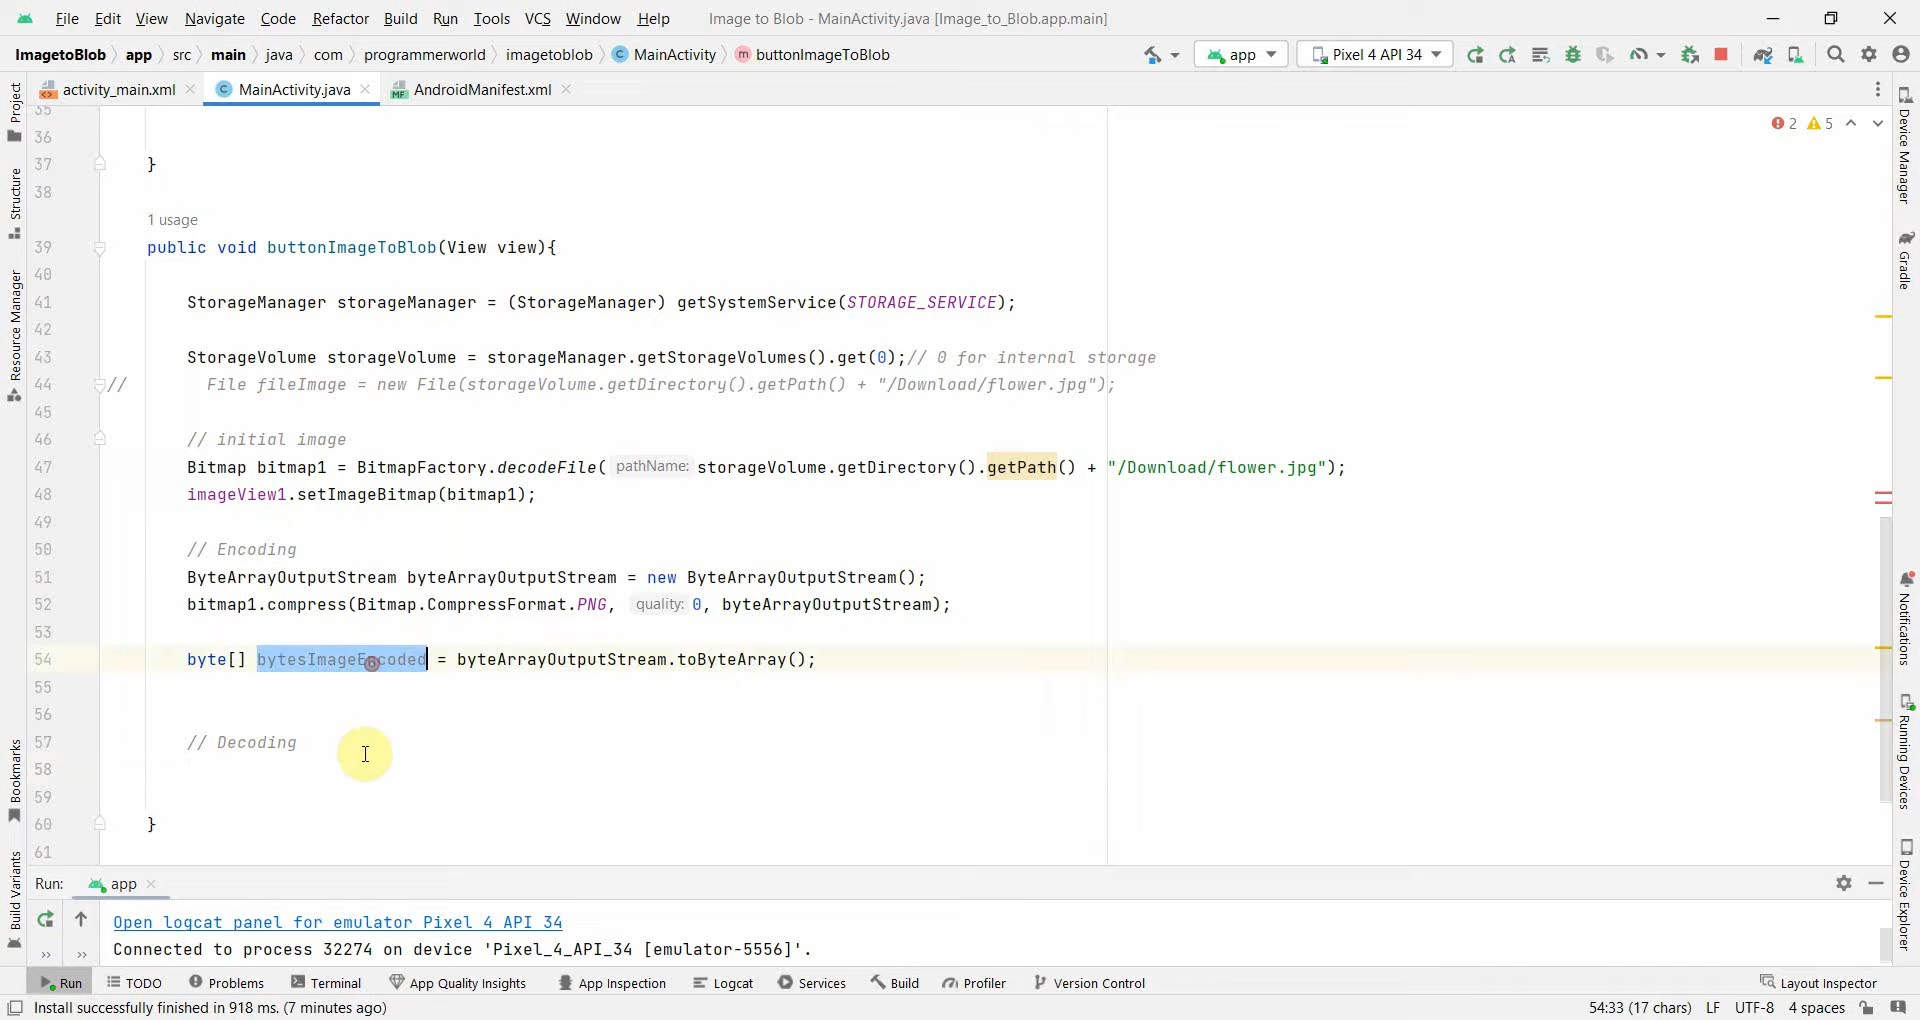 File Edit View Navigate Code Refactor Build Run Tools VCS Window Help Image to Blob - MainActivity.java [Image_to_Blob.app.main]
ImagetoBlob app src main java com programmerworld imagetoblob C MainActivity m buttonImageToBlob app Pixel 4 API 34
activity_main.xml C MainActivity.java MF AndroidManifest.xml
Project
Structure
Resource Manager
Bookmarks
Build Variants
2 5
35
36
37 }
38
1 usage
39 public void buttonImageToBlob(View view){
40
41 StorageManager storageManager = (StorageManager) getSystemService(STORAGE_SERVICE);
42
43 StorageVolume storageVolume = storageManager.getStorageVolumes().get(0);// 0 for internal storage
44 // File fileImage = new File(storageVolume.getDirectory().getPath() + "/Download/flower.jpg");
45
46 // initial image
47 Bitmap bitmap1 = BitmapFactory.decodeFile( pathName: storageVolume.getDirectory().getPath() + "/Download/flower.jpg");
48 imageView1.setImageBitmap(bitmap1);
49
50 // Encoding
51 ByteArrayOutputStream byteArrayOutputStream = new ByteArrayOutputStream();
52 bitmap1.compress(Bitmap.CompressFormat.PNG, quality: 0, byteArrayOutputStream);
53
54 byte[] bytesImageEncoded = byteArrayOutputStream.toByteArray();
55
56
57 // Decoding
58
59
60 }
61
Device Manager
Gradle
Notifications
Running Devices
Device Explorer
Run: app
Open logcat panel for emulator Pixel 4 API 34
Connected to process 32274 on device 'Pixel_4_API_34 [emulator-5556]'.
Run TODO Problems Terminal App Quality Insights App Inspection Logcat Services Build Profiler Version Control Layout Inspector
Install successfully finished in 918 ms. (7 minutes ago) 54:33 (17 chars) LF UTF-8 4 spaces